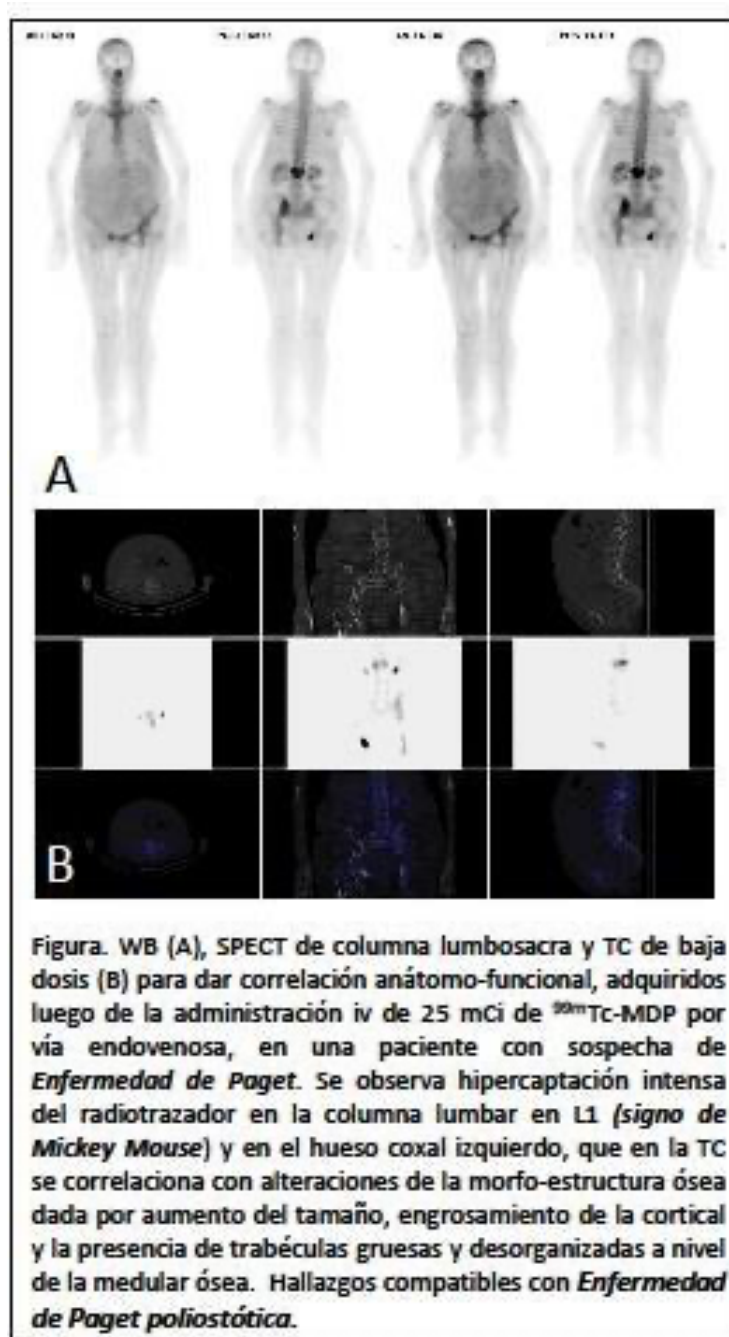 A
B
Figura. WB (A), SPECT de columna lumbosacra y TC de baja
dosis (B) para dar correlación anátomo-funcional, adquiridos
luego de la administración iv de 25 mCi de ⁹⁹ᵐTc-MDP por
vía endovenosa, en una paciente con sospecha de
Enfermedad de Paget. Se observa hipercaptación intensa
del radiotrazador en la columna lumbar en L1 (signo de
Mickey Mouse) y en el hueso coxal izquierdo, que en la TC
se correlaciona con alteraciones de la morfo-estructura ósea
dada por aumento del tamaño, engrosamiento de la cortical
y la presencia de trabéculas gruesas y desorganizadas a nivel
de la medular ósea. Hallazgos compatibles con Enfermedad
de Paget poliostótica.